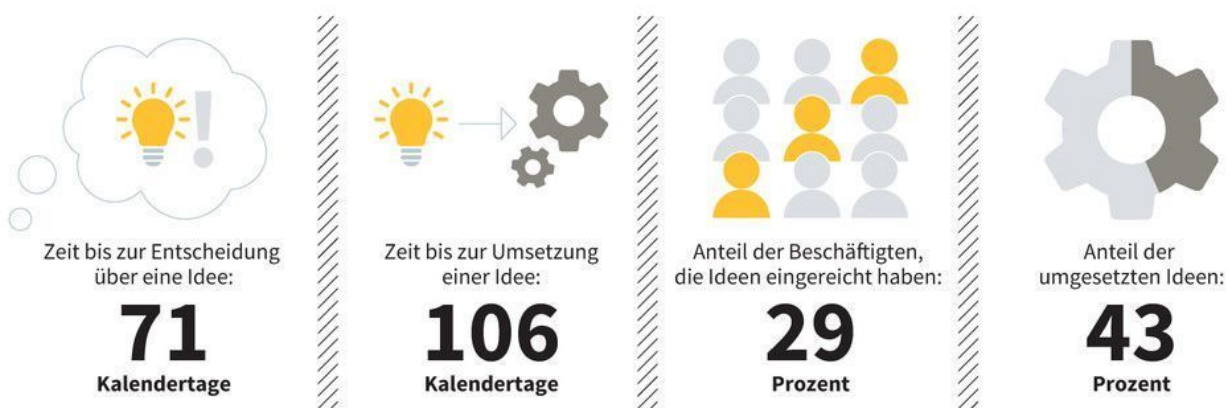 Zeit bis zur Entscheidung
über eine Idee:
71
Kalendertage
Zeit bis zur Umsetzung
einer Idee:
106
Kalendertage
Anteil der Beschäftigten,
die Ideen eingereicht haben:
29
Prozent
Anteil der
umgesetzten Ideen:
43
Prozent